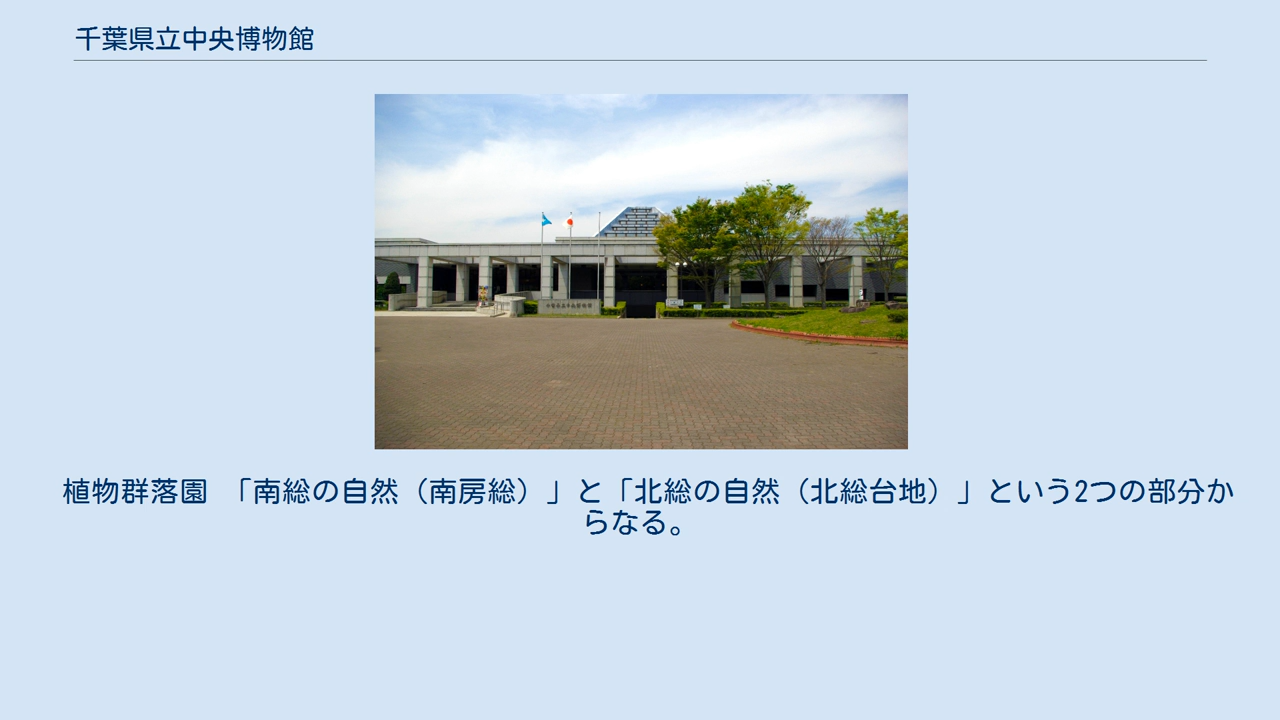 千葉県立中央博物館
植物群落園　「南総の自然（南房総）」と「北総の自然（北総台地）」という2つの部分か
らなる。